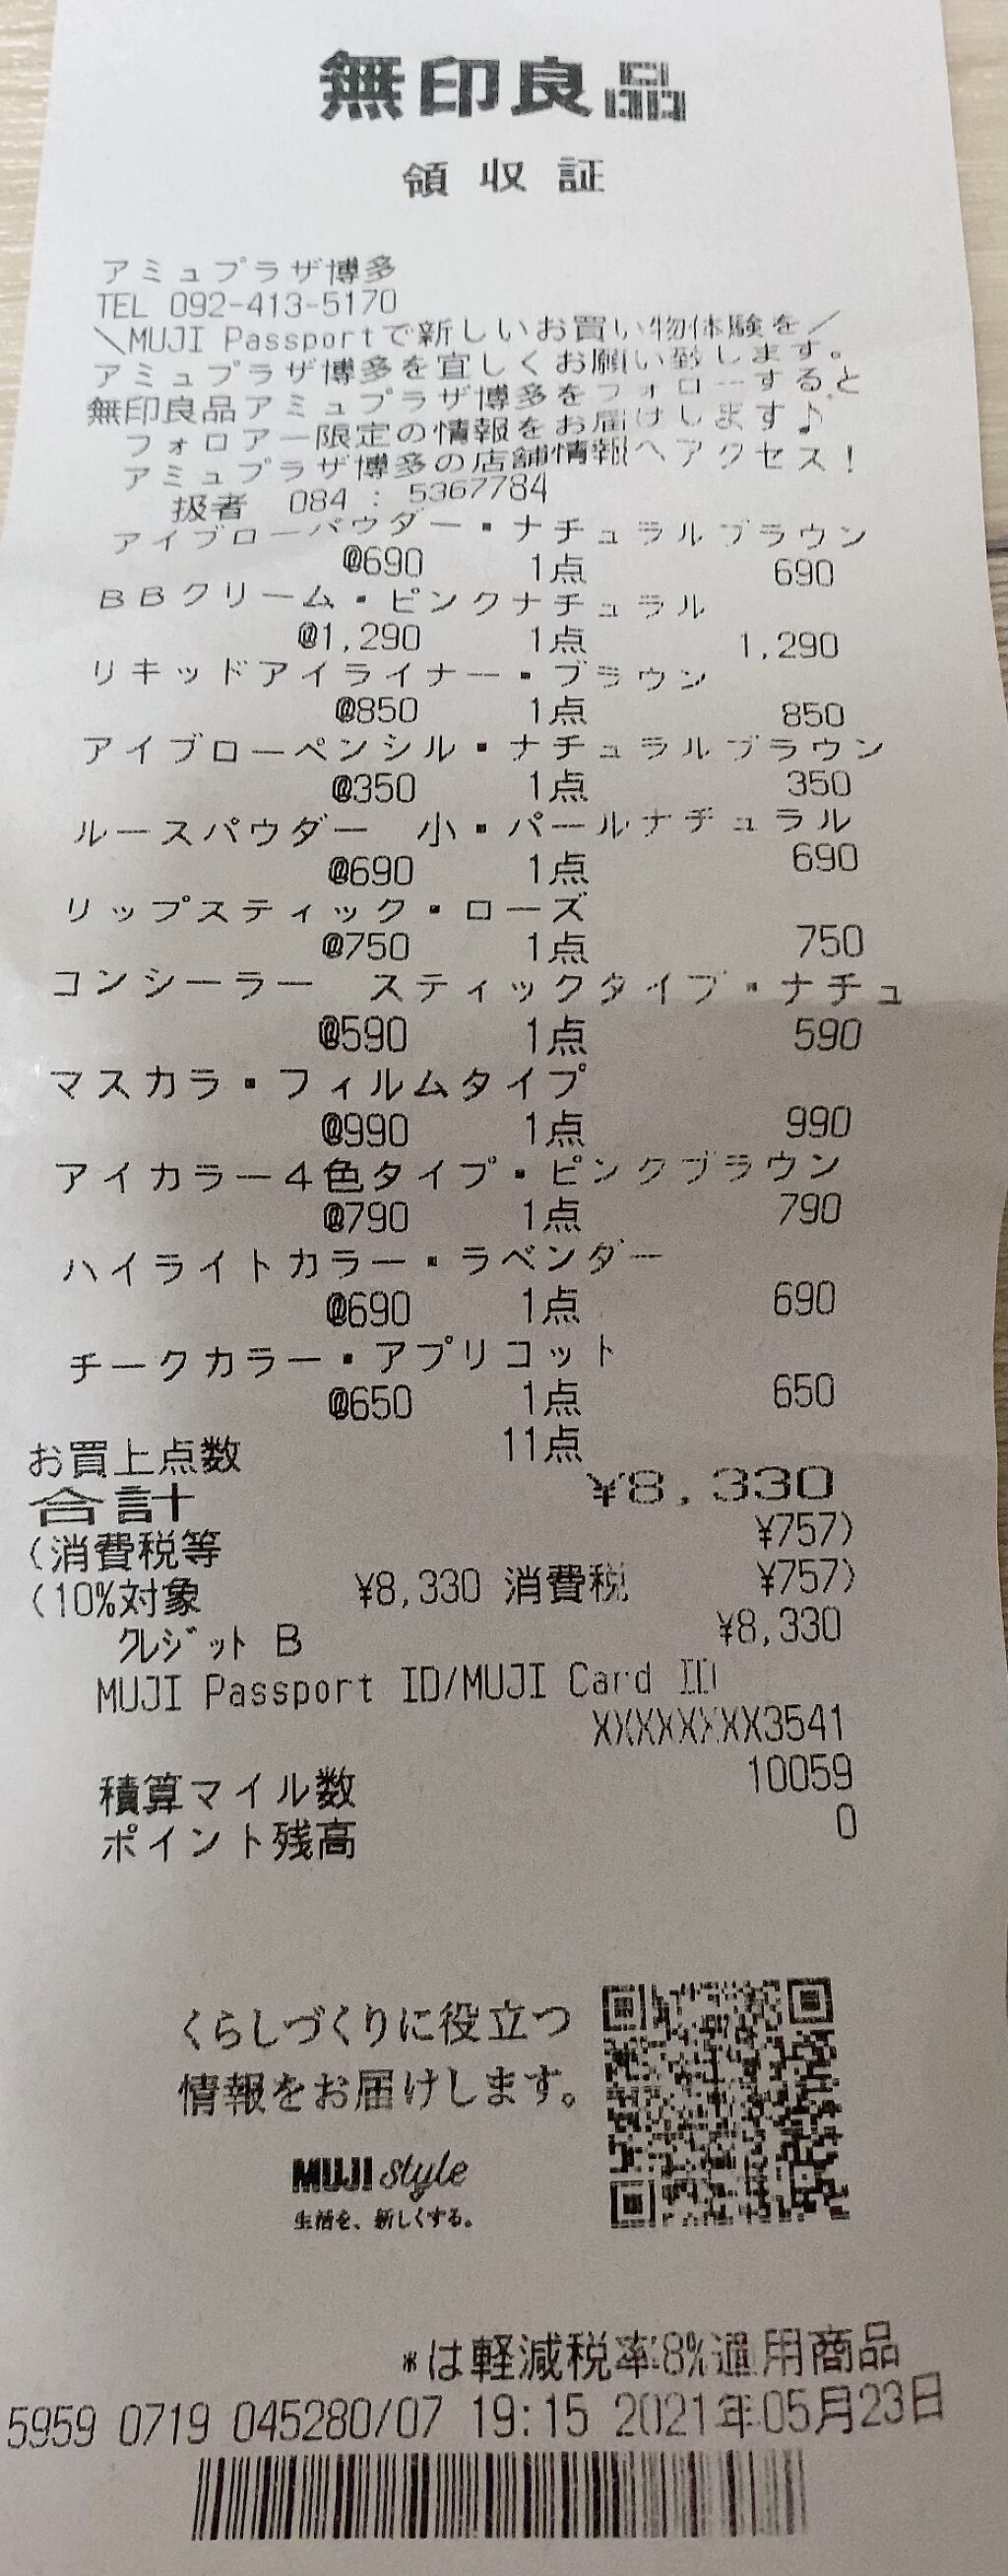 無印良品
領収証
アミュプラザ博多
TEL 092-413-5170
＼MUJI Passportで新しいお買い物体験を／
アミュプラザ博多を宜しくお願い致します。
無印良品アミュプラザ博多をフォローすると
フォロアー限定の情報をお届けします♪
アミュプラザ博多の店舗情報へアクセス！
扱者 084 : 5367784
アイブローパウダー・ナチュラルブラウン
@690 1点 690
BBクリーム・ピンクナチュラル
@1,290 1点 1,290
リキッドアイライナー・ブラウン
@850 1点 850
アイブローペンシル・ナチュラルブラウン
@350 1点 350
ルースパウダー 小・パールナチュラル
@690 1点 690
リップスティック・ローズ
@750 1点 750
コンシーラー スティックタイプ・ナチュ
@590 1点 590
マスカラ・フィルムタイプ
@990 1点 990
アイカラー4色タイプ・ピンクブラウン
@790 1点 790
ハイライトカラー・ラベンダー
@690 1点 690
チークカラー・アプリコット
@650 1点 650
お買上点数 11点
合計 ¥8,330
(消費税等 ¥757)
(10%対象 ¥8,330 消費税 ¥757)
クレジット B ¥8,330
MUJI Passport ID/MUJI Card ID
XXXXXXXX3541
積算マイル数 10059
ポイント残高 0
くらしづくりに役立つ
情報をお届けします。
MUJI style
生活を、新しくする。
*は軽減税率8%適用商品
5959 0719 045280/07 19:15 2021年05月23日